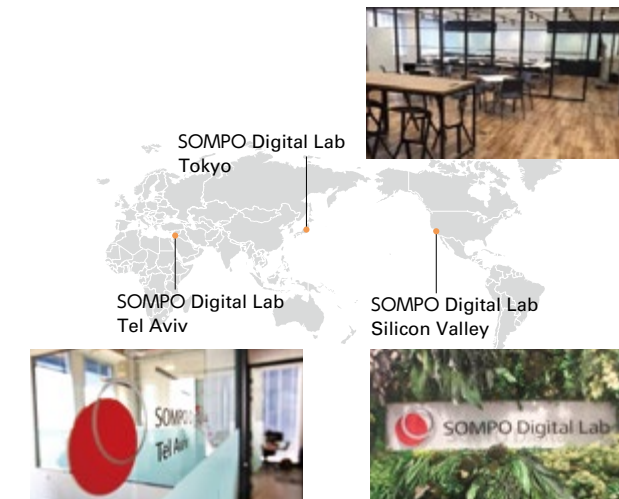 SOMPO Digital Lab
Tokyo
SOMPO Digital Lab
Tel Aviv
SOMPO Digital Lab
Silicon Valley
SOMPO
Tel Aviv
SOMPO Digital Lab